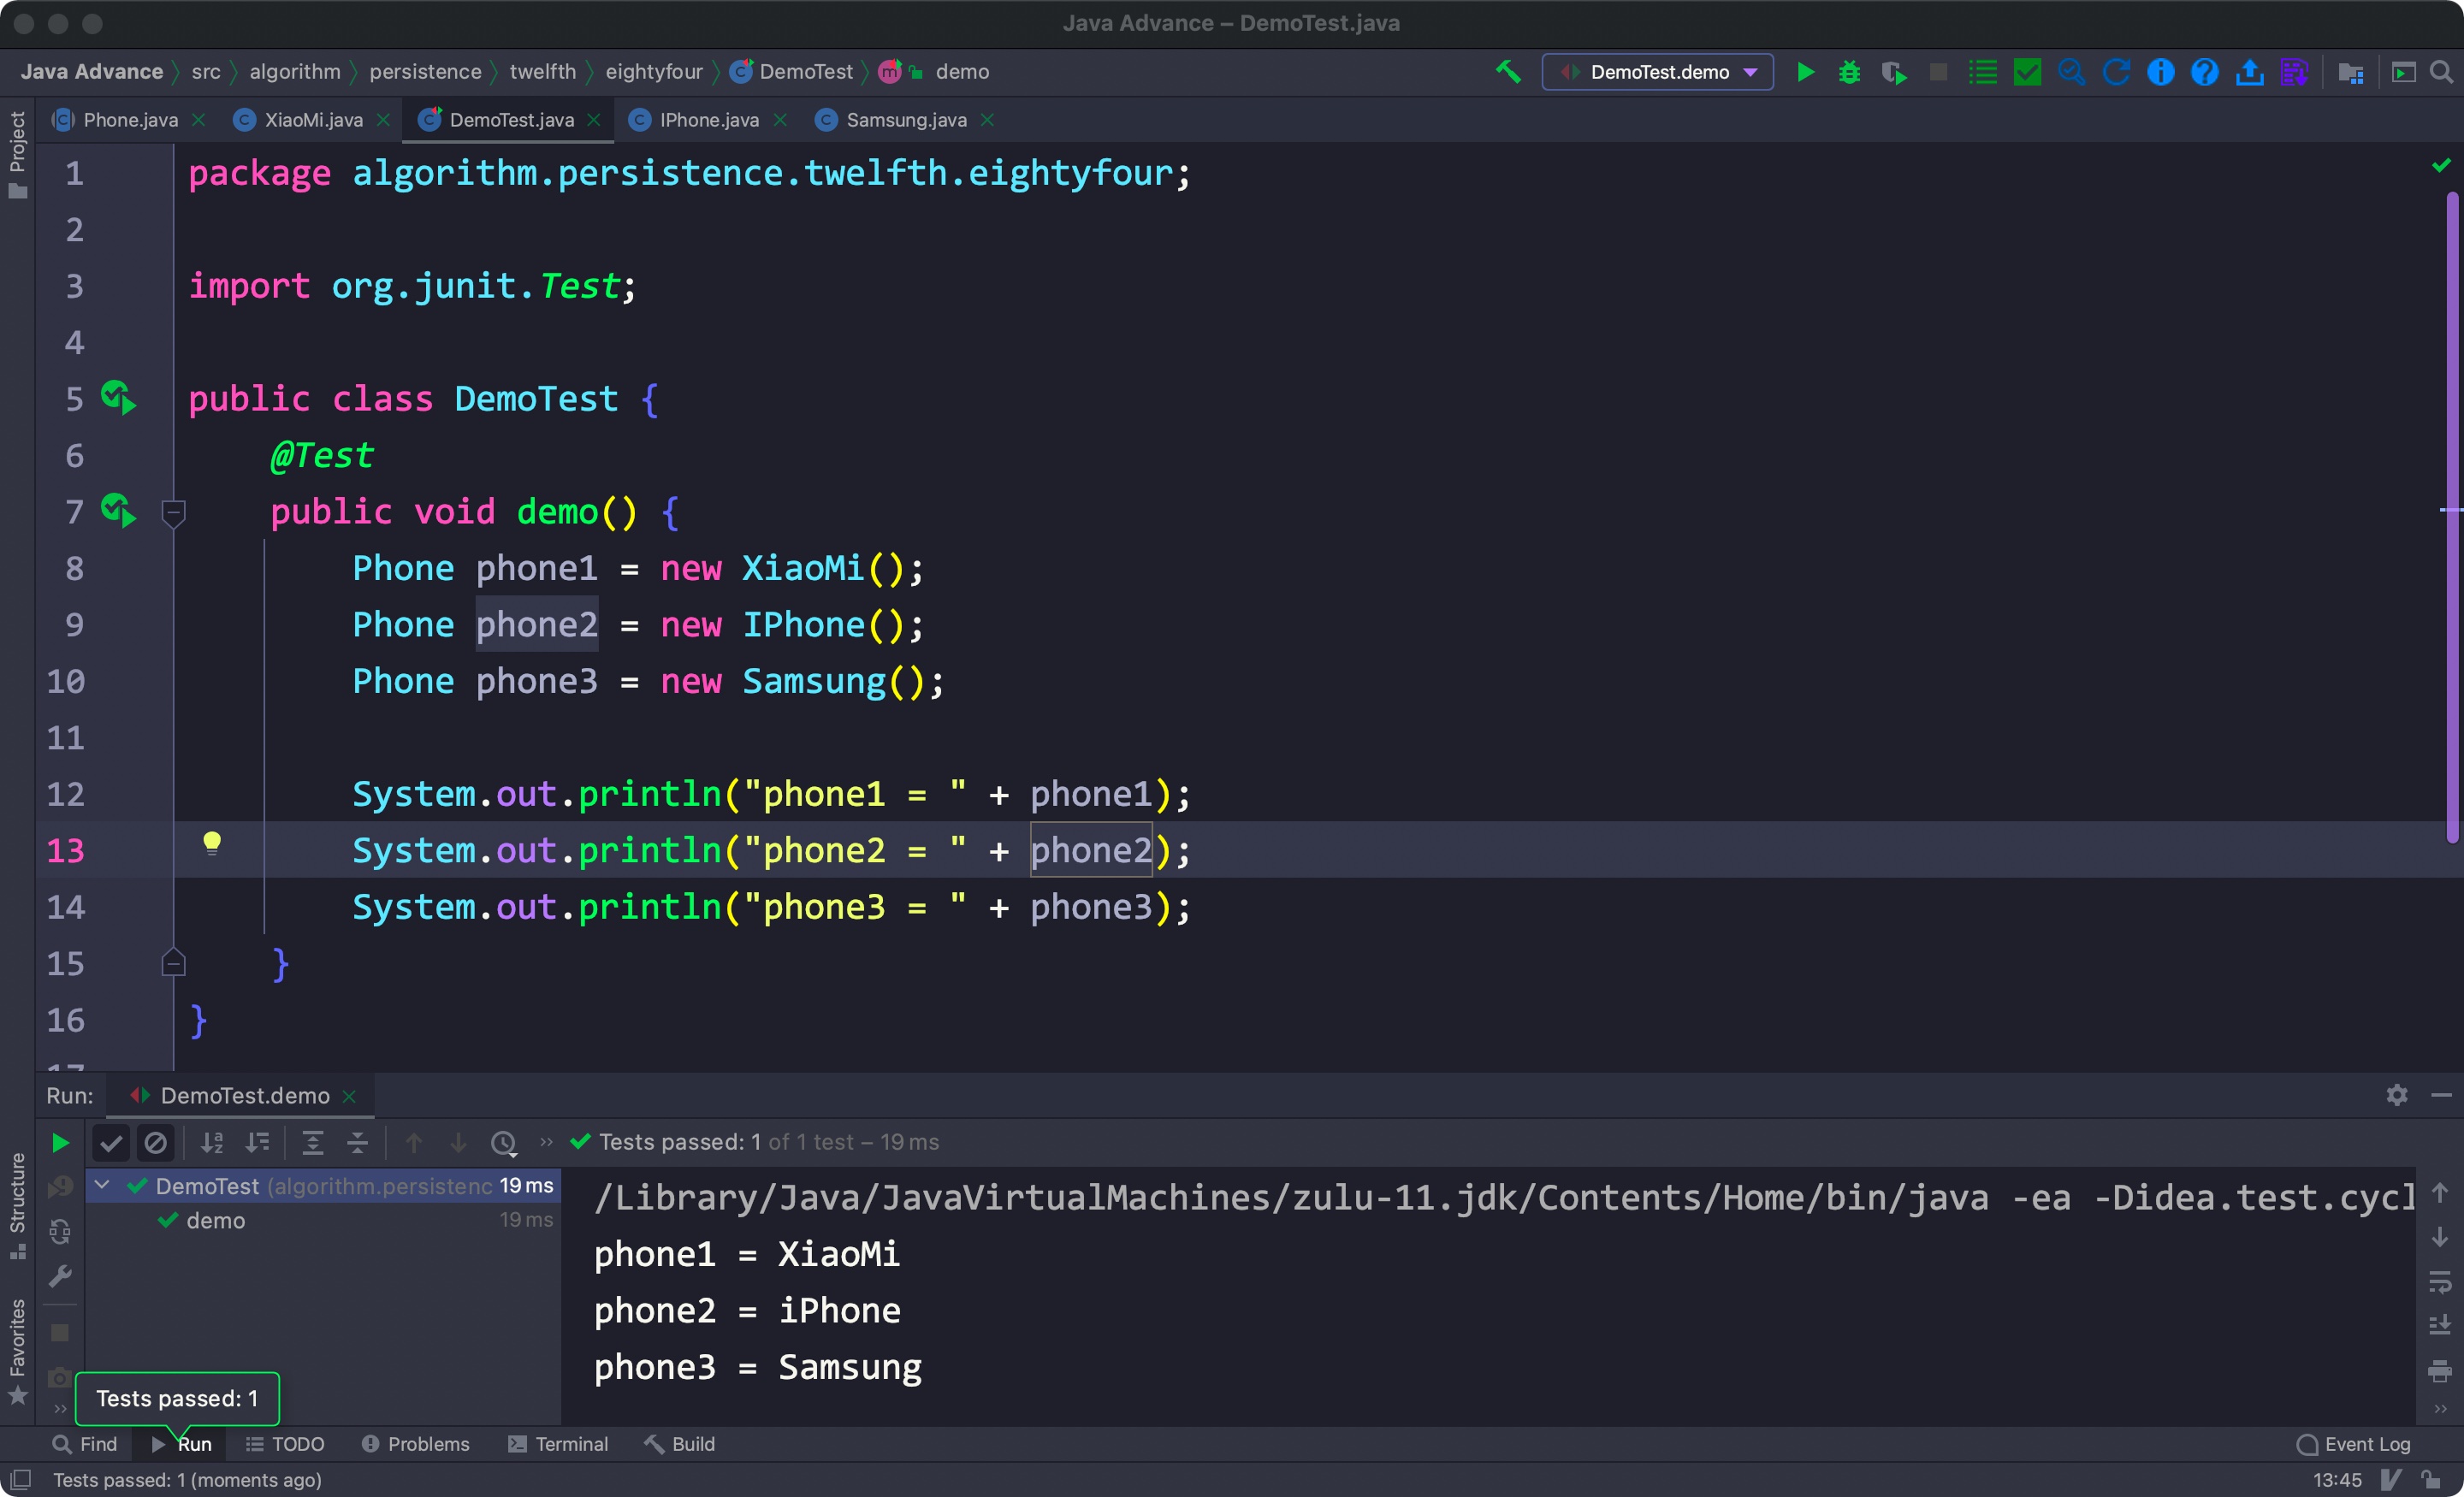 Java Advance – DemoTest.java
Java Advance src algorithm persistence twelfth eightyfour DemoTest demo DemoTest.demo
Phone.java XiaoMi.java DemoTest.java IPhone.java Samsung.java
Project
1 package algorithm.persistence.twelfth.eightyfour;
2
3 import org.junit.Test;
4
5 public class DemoTest {
6 @Test
7 public void demo() {
8 Phone phone1 = new XiaoMi();
9 Phone phone2 = new IPhone();
10 Phone phone3 = new Samsung();
11
12 System.out.println("phone1 = " + phone1);
13 System.out.println("phone2 = " + phone2);
14 System.out.println("phone3 = " + phone3);
15 }
16 }
17
Run: DemoTest.demo
Tests passed: 1 of 1 test – 19 ms
DemoTest (algorithm.persistenc 19 ms
demo 19 ms
/Library/Java/JavaVirtualMachines/zulu-11.jdk/Contents/Home/bin/java -ea -Didea.test.cycl
phone1 = XiaoMi
phone2 = iPhone
phone3 = Samsung
Structure
Favorites
Tests passed: 1
Find Run TODO Problems Terminal Build Event Log
Tests passed: 1 (moments ago) 13:45